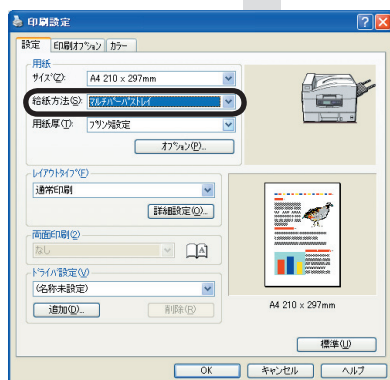 印刷設定
設定 印刷オプション カラー
用紙
サイズ(Z): A4 210 x 297mm
給紙方法(S): マルチパーパストレイ
用紙厚(T): プリンタ設定
オプション(P)...
レイアウトタイプ(E)
通常印刷
詳細設定(O)...
両面印刷(2)
なし
A
ドライバ設定(V)
(名称未設定)
追加(D)... 削除(R)
A4 210 x 297mm
標準(U)
OK キャンセル ヘルプ